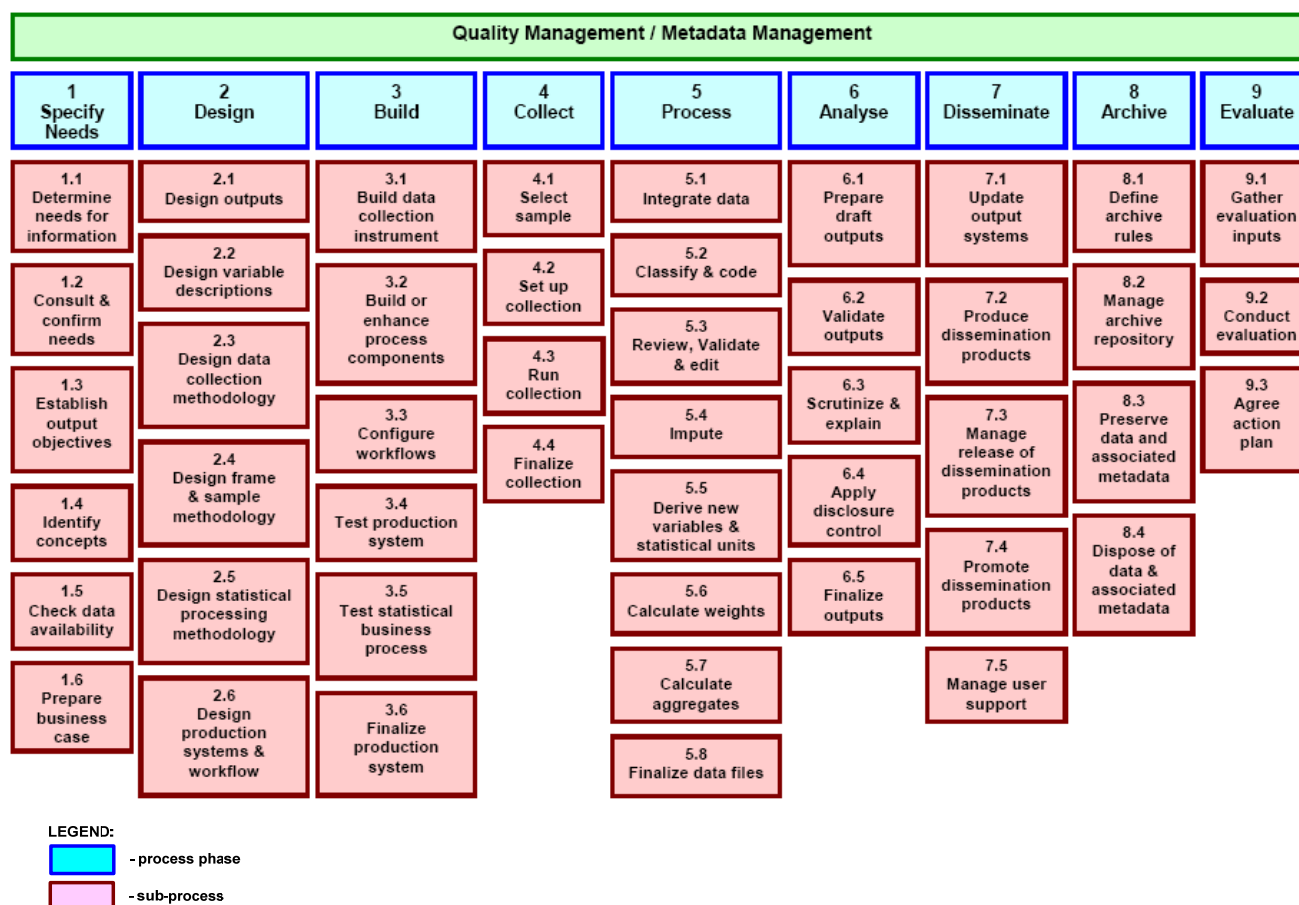 Quality Management / Metadata Management
1
Specify
Needs
2
Design
3
Build
4
Collect
5
Process
6
Analyse
7
Disseminate
8
Archive
9
Evaluate
1.1
Determine
needs for
information
1.2
Consult &
confirm
needs
1.3
Establish
output
objectives
1.4
Identify
concepts
1.5
Check data
availability
1.6
Prepare
business
case
2.1
Design outputs
2.2
Design variable
descriptions
2.3
Design data
collection
methodology
2.4
Design frame
& sample
methodology
2.5
Design statistical
processing
methodology
2.6
Design
production
systems &
workflow
3.1
Build data
collection
instrument
3.2
Build or
enhance
process
components
3.3
Configure
workflows
3.4
Test production
system
3.5
Test statistical
business
process
3.6
Finalize
production
system
4.1
Select
sample
4.2
Set up
collection
4.3
Run
collection
4.4
Finalize
collection
5.1
Integrate data
5.2
Classify & code
5.3
Review, Validate
& edit
5.4
Impute
5.5
Derive new
variables &
statistical units
5.6
Calculate weights
5.7
Calculate
aggregates
5.8
Finalize data files
6.1
Prepare
draft
outputs
6.2
Validate
outputs
6.3
Scrutinize &
explain
6.4
Apply
disclosure
control
6.5
Finalize
outputs
7.1
Update
output
systems
7.2
Produce
dissemination
products
7.3
Manage
release of
dissemination
products
7.4
Promote
dissemination
products
7.5
Manage user
support
8.1
Define
archive
rules
8.2
Manage
archive
repository
8.3
Preserve
data and
associated
metadata
8.4
Dispose of
data &
associated
metadata
9.1
Gather
evaluation
inputs
9.2
Conduct
evaluation
9.3
Agree
action
plan
LEGEND:
- process phase
- sub-process